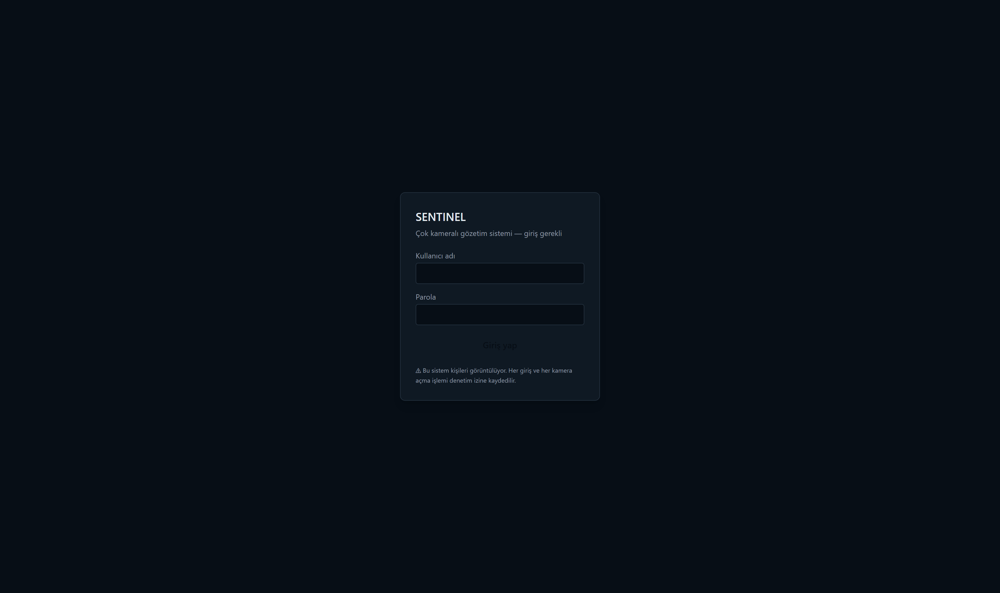 SENTINEL
Çok kameralı gözetim sistemi — giriş gerekli
Kullanıcı adı
Parola
Giriş yap
⚠ Bu sistem kişileri görüntülüyor. Her giriş ve her kamera
açma işlemi denetim izine kaydedilir.